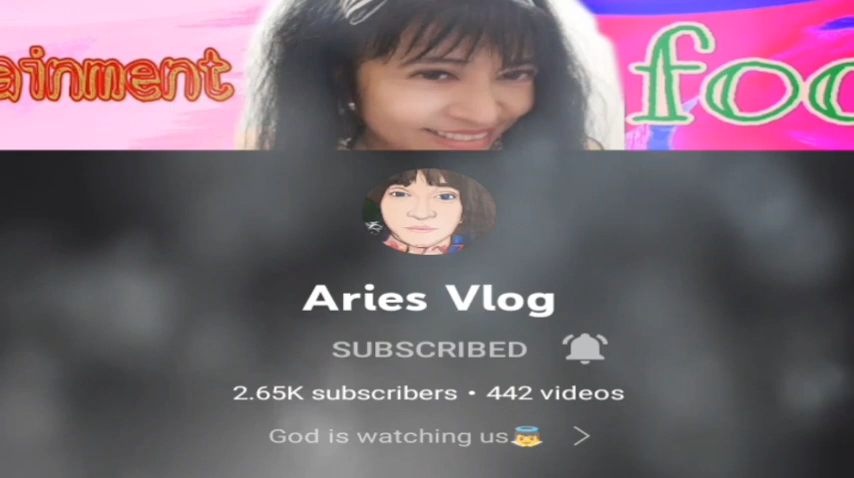 ainment foo
Aries Vlog
SUBSCRIBED
2.65K subscribers • 442 videos
God is watching us👼 >